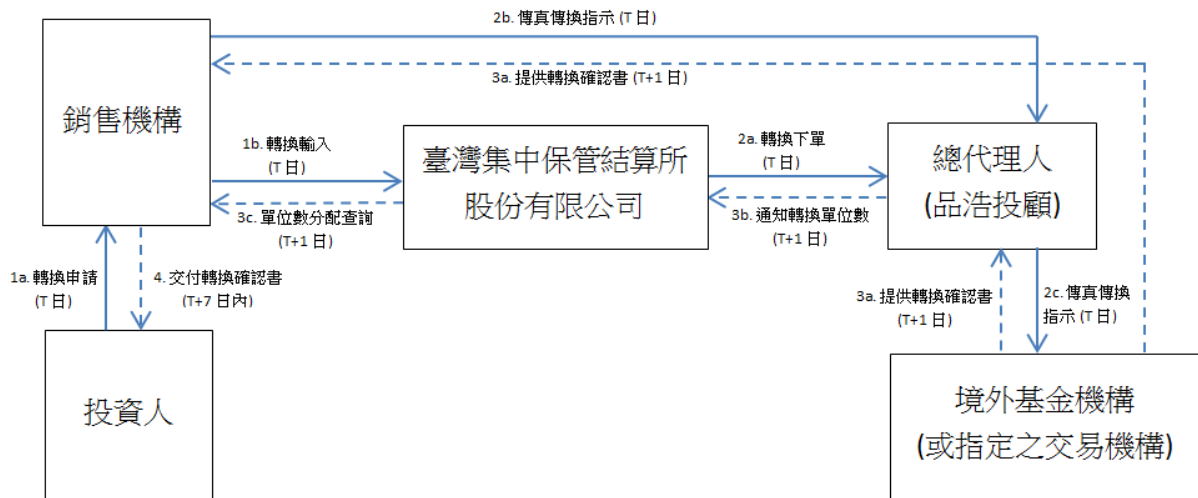 2b. 傳真傳換指示 (T 日)
3a. 提供轉換確認書 (T+1 日)
銷售機構
1b. 轉換輸入
(T 日)
3c. 單位數分配查詢
(T+1 日)
臺灣集中保管結算所
股份有限公司
2a. 轉換下單
(T 日)
3b. 通知轉換單位數
(T+1 日)
總代理人
(品浩投顧)
1a. 轉換申請
(T 日)
4. 交付轉換確認書
(T+7 日內)
3a. 提供轉換確認書
(T+1 日)
2c. 傳真傳換
指示 (T 日)
投資人
境外基金機構
(或指定之交易機構)